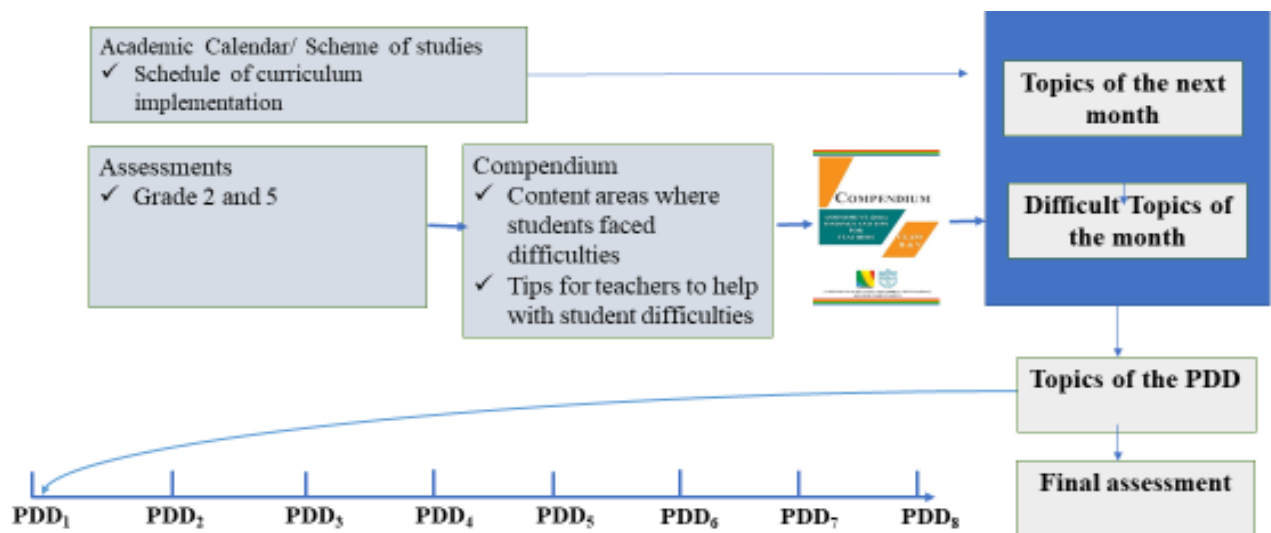 Academic Calendar/ Scheme of studies
✓ Schedule of curriculum
implementation
Topics of the next
month
Assessments
✓ Grade 2 and 5
Compendium
✓ Content areas where
students faced
difficulties
✓ Tips for teachers to help
with student difficulties
COMPENDIUM
TEACHERS
Difficult Topics of
the month
Topics of the PDD
Final assessment
PDD₁ PDD₂ PDD₃ PDD₄ PDD₅ PDD₆ PDD₇ PDD₈